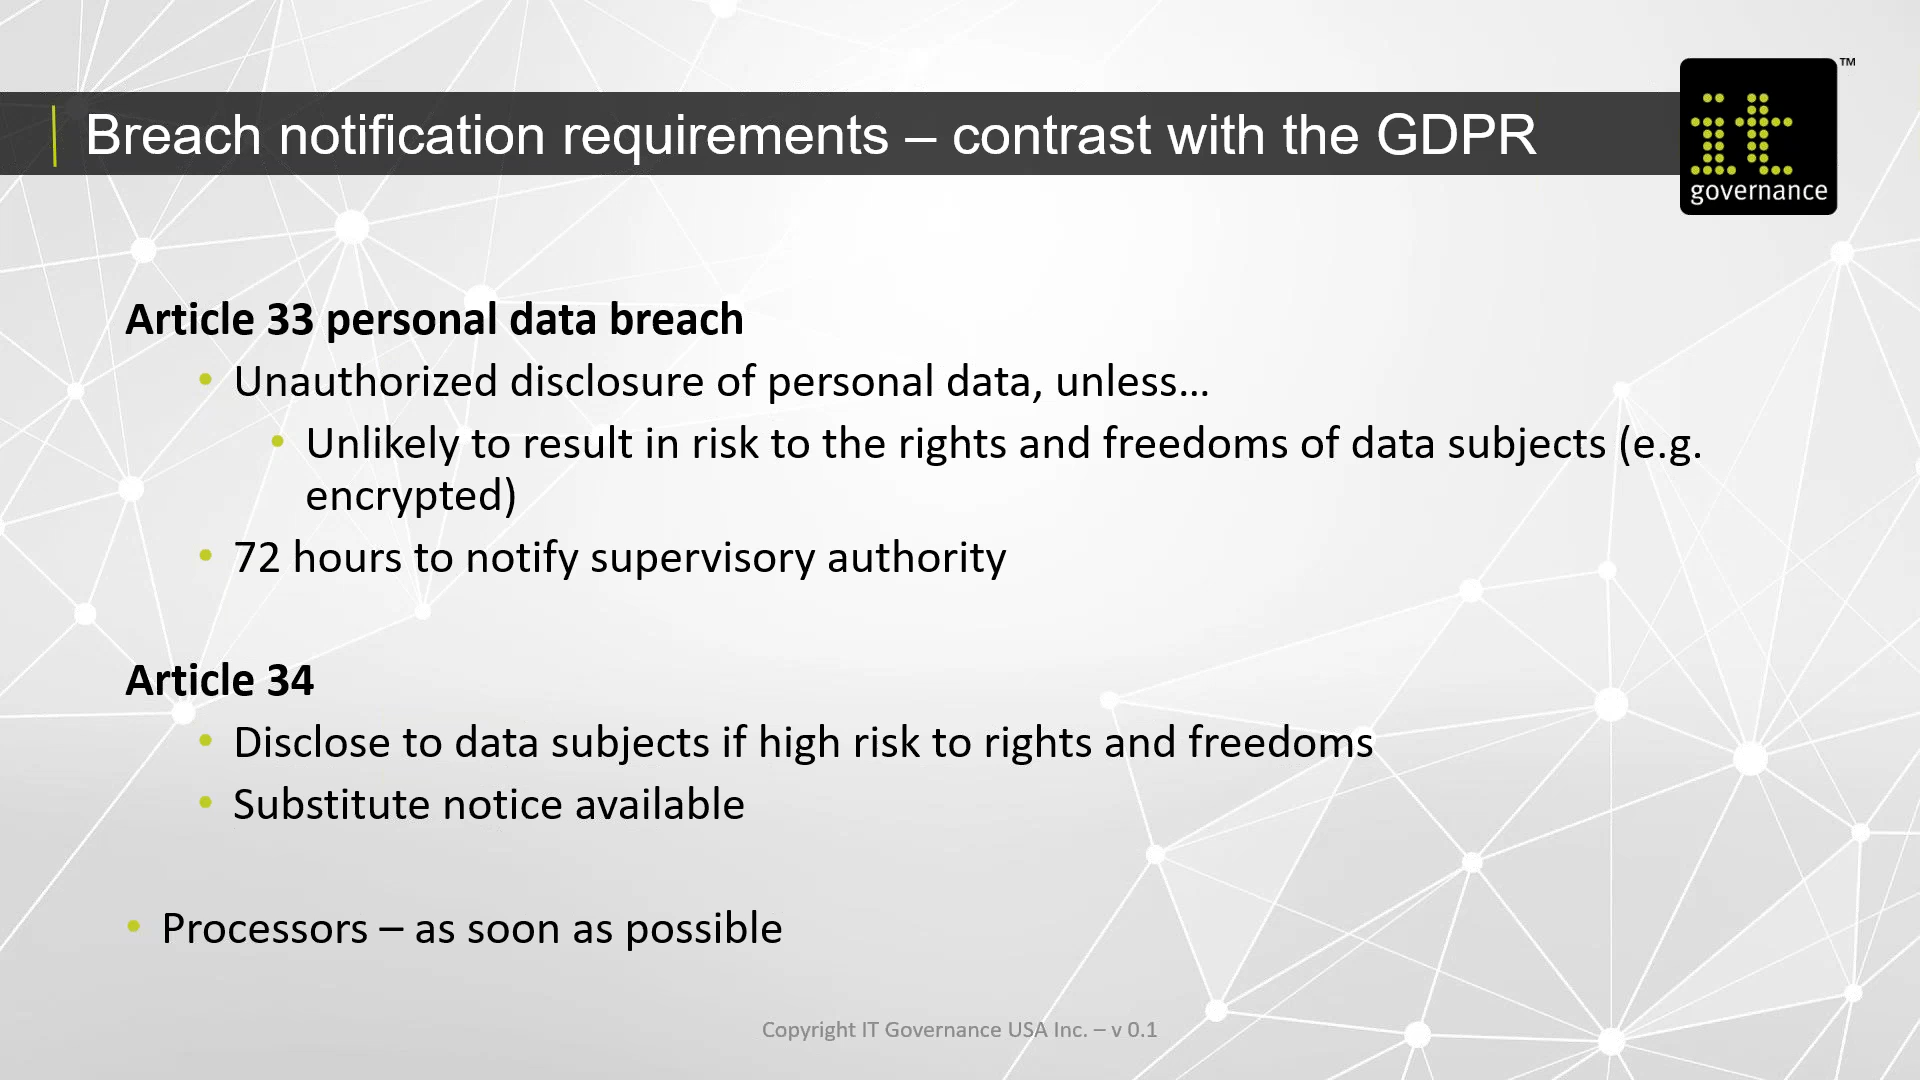 Breach notification requirements – contrast with the GDPR
it
governance
™
Article 33 personal data breach
• Unauthorized disclosure of personal data, unless…
• Unlikely to result in risk to the rights and freedoms of data subjects (e.g.
encrypted)
• 72 hours to notify supervisory authority
Article 34
• Disclose to data subjects if high risk to rights and freedoms
• Substitute notice available
• Processors – as soon as possible
Copyright IT Governance USA Inc. – v 0.1